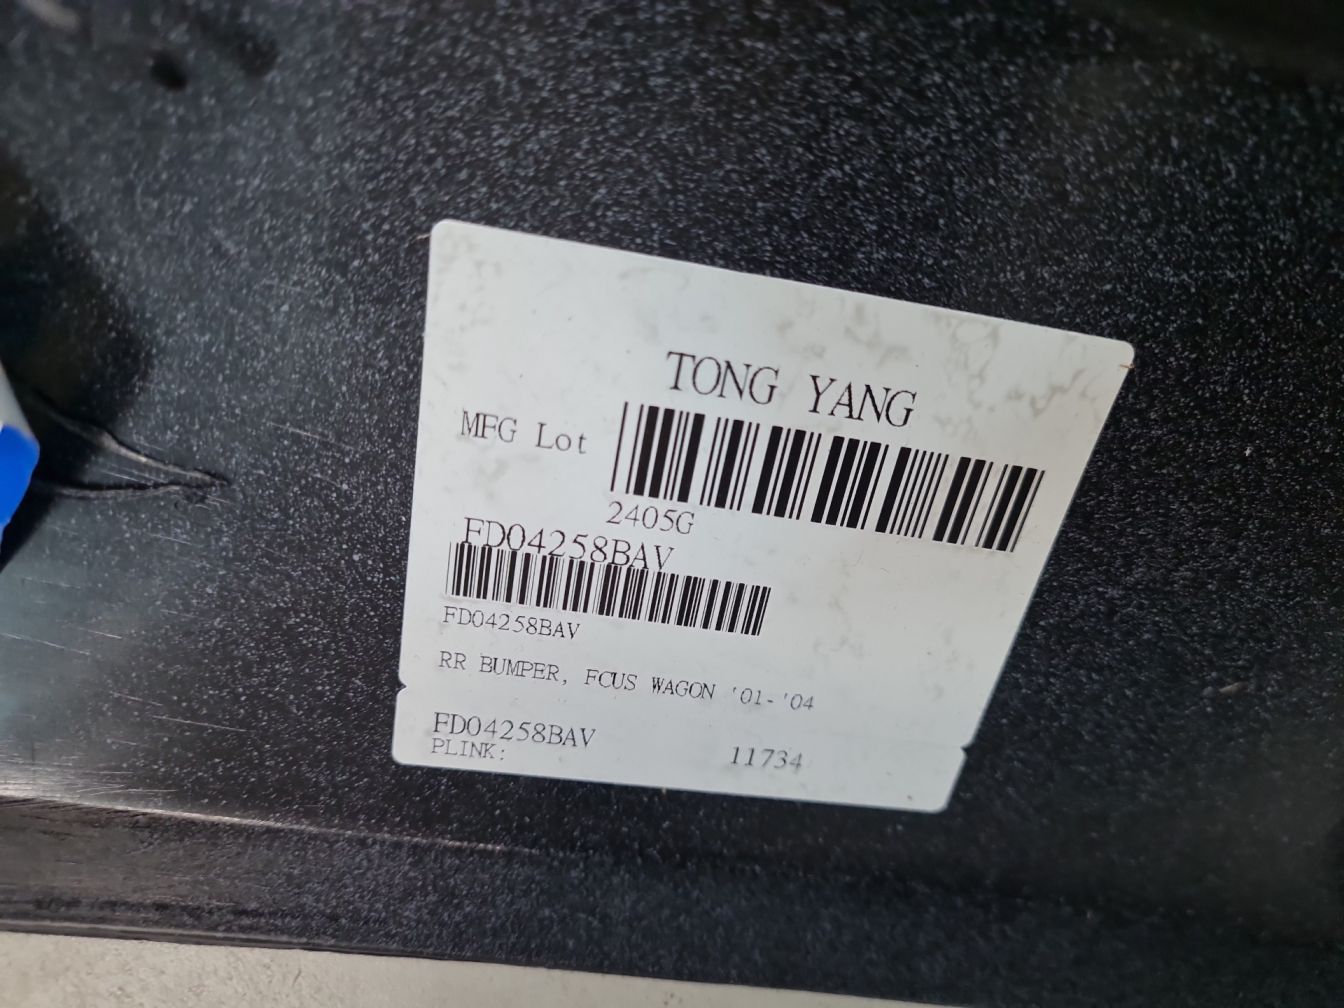 TONG YANG
MFG Lot
2405G
FD04258BAV
FD04258BAV
RR BUMPER, FCUS WAGON '01-'04
FD04258BAV
PLINK: 11734